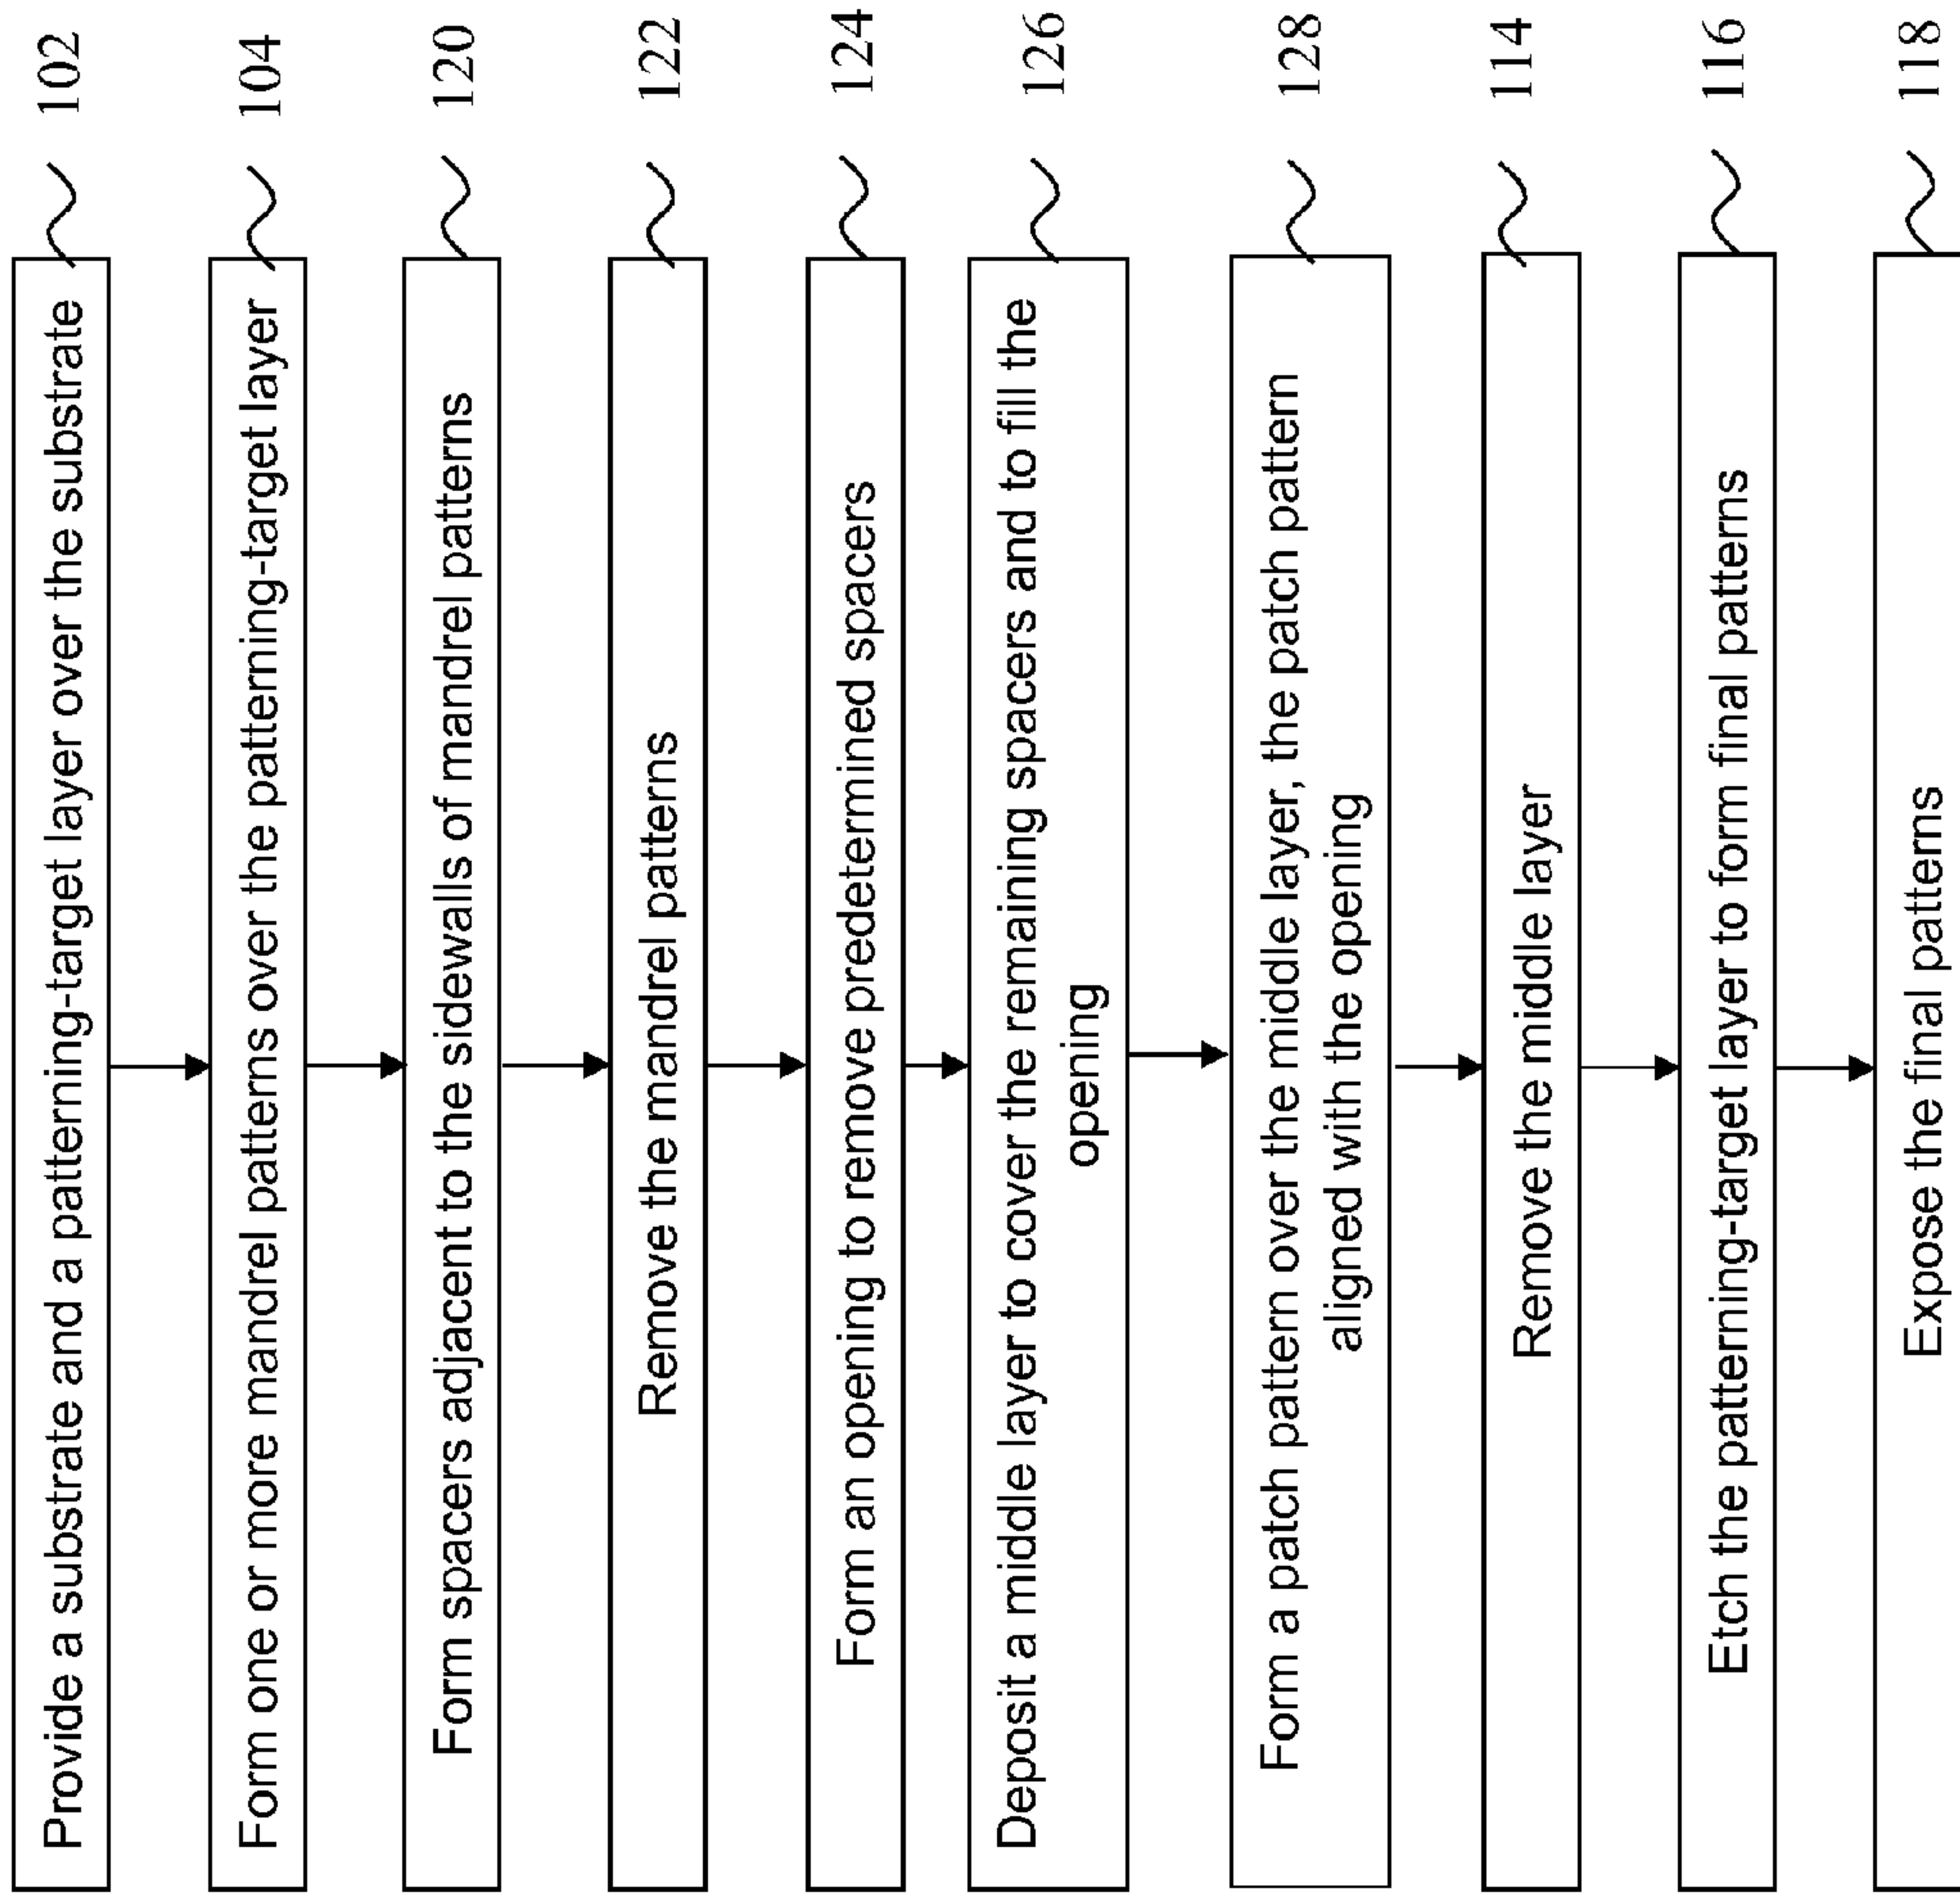 Provide a substrate and a patterning-target layer over the substrate
102
Form one or more mandrel patterns over the patterning-target layer
104
Form spacers adjacent to the sidewalls of mandrel patterns
120
Remove the mandrel patterns
122
Form an opening to remove predetermined spacers
124
Deposit a middle layer to cover the remaining spacers and to fill the
opening
126
Form a patch pattern over the middle layer, the patch pattern
aligned with the opening
128
Remove the middle layer
114
Etch the patterning-target layer to form final patterns
116
Expose the final patterns
118